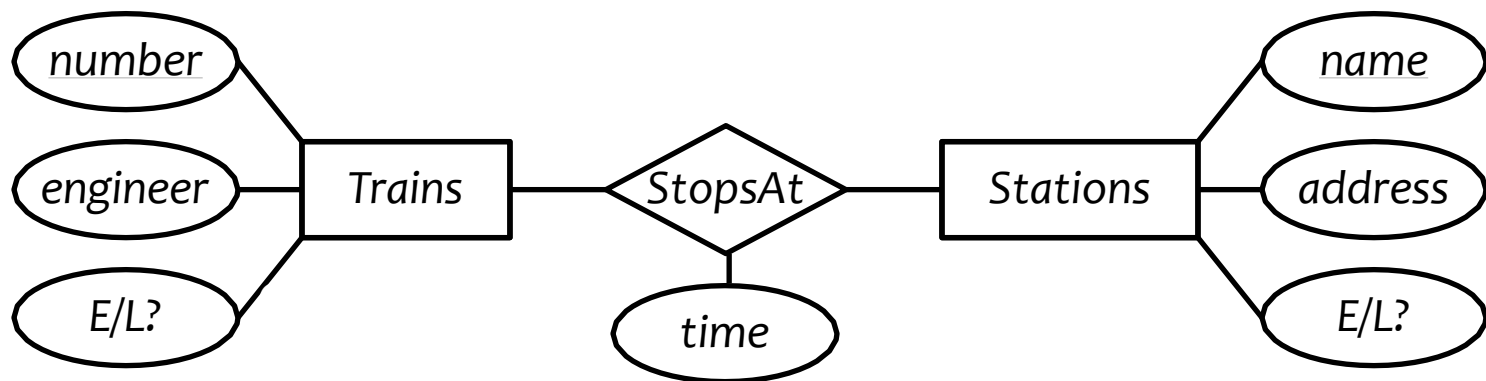 number
engineer
E/L?
Trains
StopsAt
time
Stations
name
address
E/L?